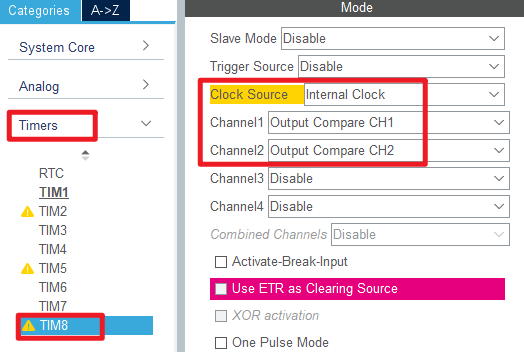 Categories A->Z
System Core
Analog
Timers
RTC
TIM1
TIM2
TIM3
TIM4
TIM5
TIM6
TIM7
TIM8
Mode
Slave Mode Disable
Trigger Source Disable
Clock Source Internal Clock
Channel1 Output Compare CH1
Channel2 Output Compare CH2
Channel3 Disable
Channel4 Disable
Combined Channels Disable
Activate-Break-Input
Use ETR as Clearing Source
XOR activation
One Pulse Mode